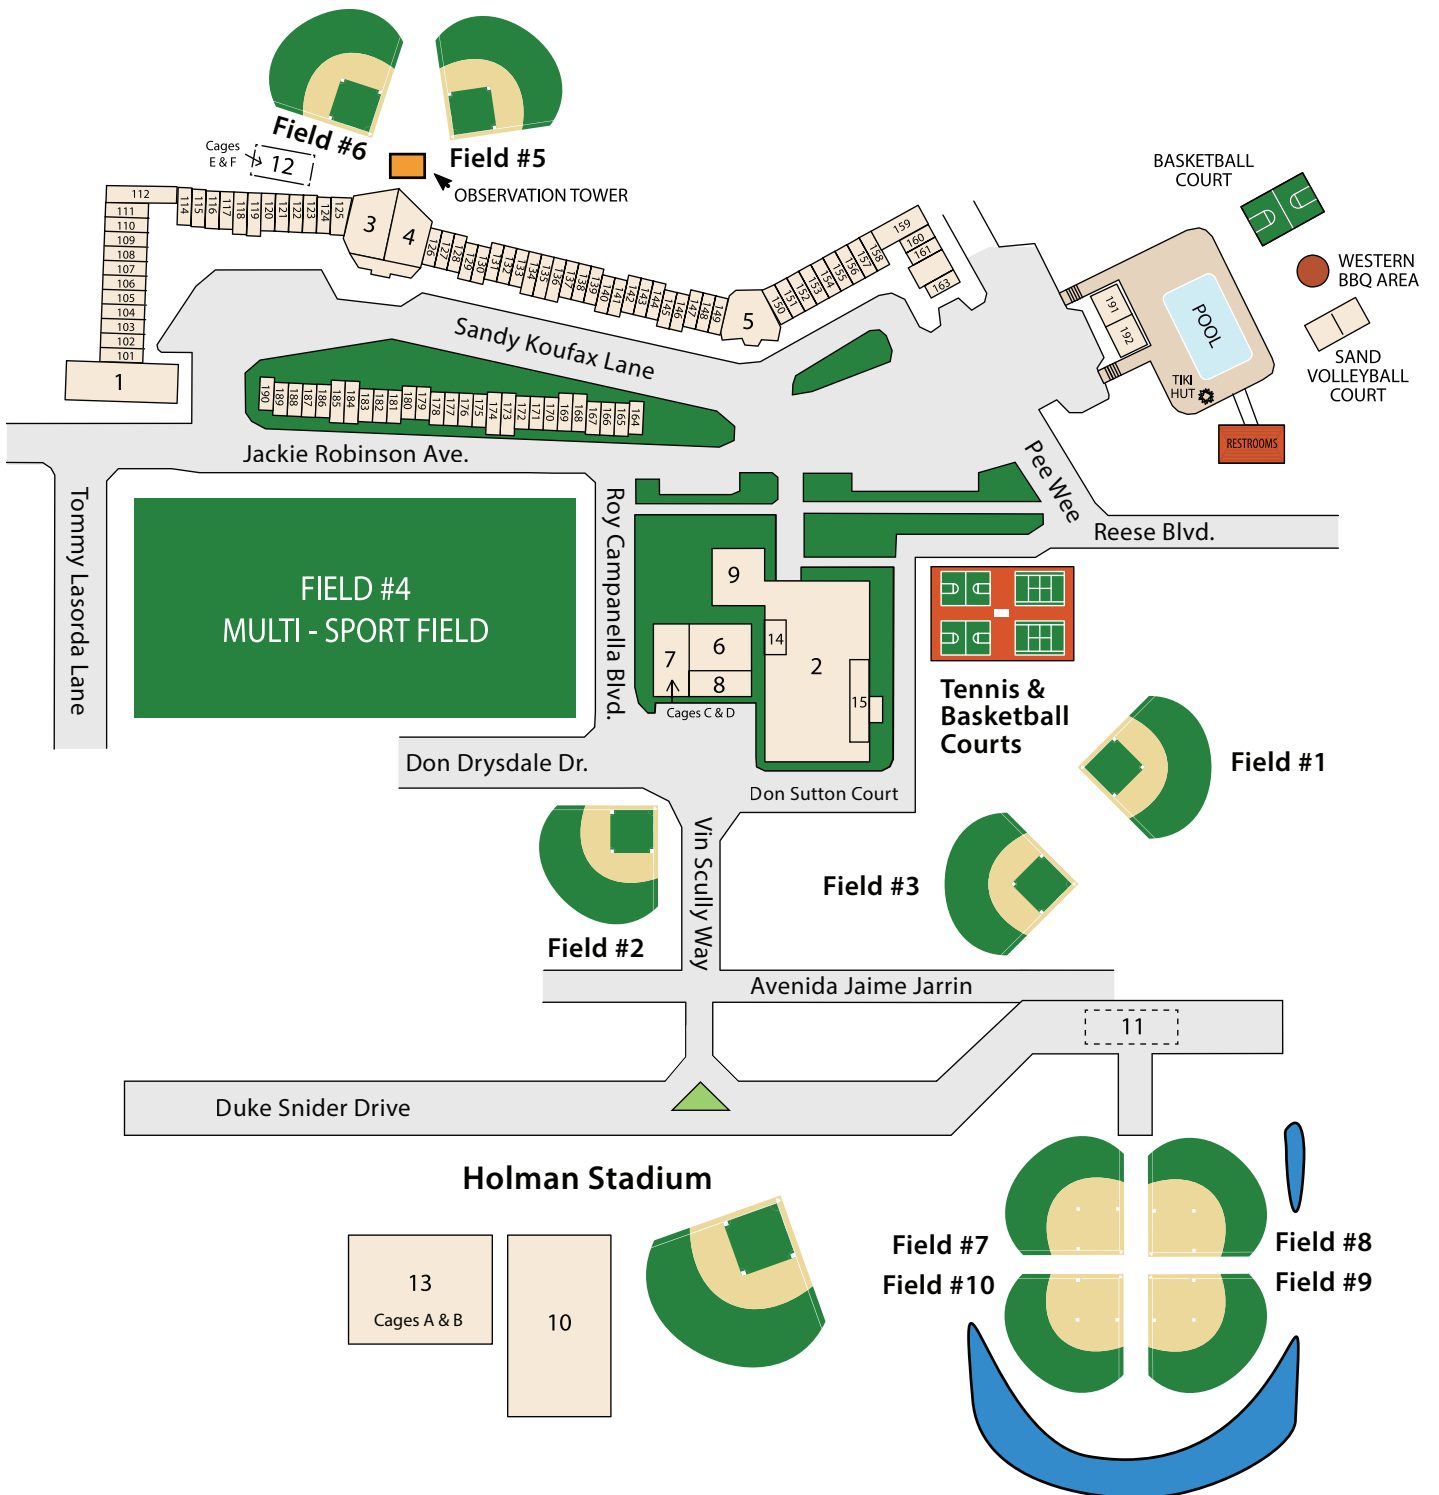 Field #6
Field #5
Cages
E & F
12
OBSERVATION TOWER
BASKETBALL
COURT
WESTERN
BBQ AREA
SAND
VOLLEYBALL
COURT
POOL
TIKI
HUT
RESTROOMS
191
192
112
111
110
109
108
107
106
105
104
103
102
101
1
114
115
116
117
118
119
120
121
122
123
124
125
3
4
126
127
128
129
130
131
132
133
134
135
136
137
138
139
140
141
142
143
144
145
146
147
148
149
5
150
151
152
153
154
155
156
157
158
159
160
161
163
Sandy Koufax Lane
190
189
188
187
186
185
184
183
182
181
180
179
178
177
176
175
174
173
172
171
170
169
168
167
166
165
164
Jackie Robinson Ave.
Tommy Lasorda Lane
Roy Campanella Blvd.
Pee Wee
Reese Blvd.
FIELD #4
MULTI - SPORT FIELD
9
14
6
7
8
2
15
Cages C & D
Tennis &
Basketball
Courts
Don Drysdale Dr.
Don Sutton Court
Field #1
Field #2
Field #3
Vin Scully Way
Avenida Jaime Jarrin
11
Duke Snider Drive
Holman Stadium
13
Cages A & B
10
Field #7
Field #8
Field #10
Field #9